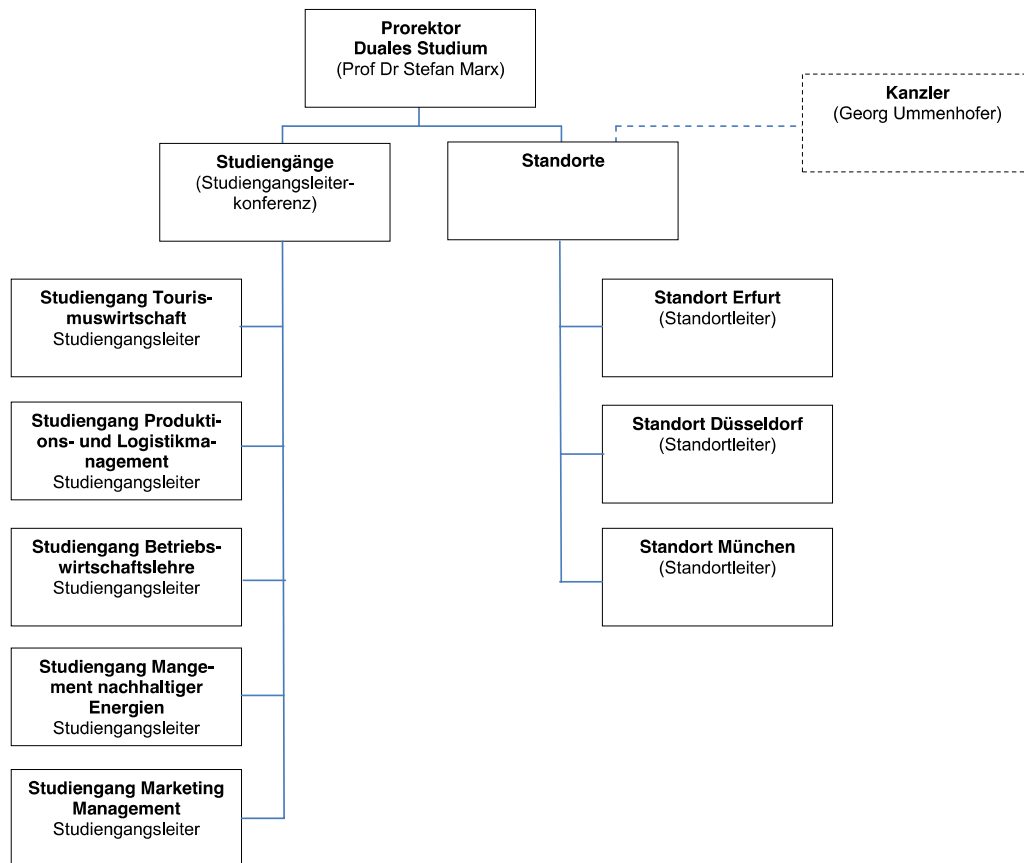 Prorektor
Duales Studium
(Prof Dr Stefan Marx)
Kanzler
(Georg Ummenhofer)
Studiengänge
(Studiengangsleiter-
konferenz)
Standorte
Studiengang Touris-
muswirtschaft
Studiengangsleiter
Studiengang Produkti-
ons- und Logistikma-
nagement
Studiengangsleiter
Studiengang Betriebs-
wirtschaftslehre
Studiengangsleiter
Studiengang Mange-
ment nachhaltiger
Energien
Studiengangsleiter
Studiengang Marketing
Management
Studiengangsleiter
Standort Erfurt
(Standortleiter)
Standort Düsseldorf
(Standortleiter)
Standort München
(Standortleiter)